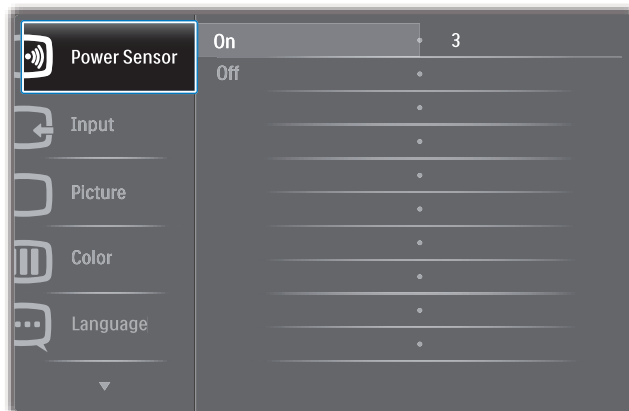 Power Sensor
On 3
Off
Input
Picture
Color
Language